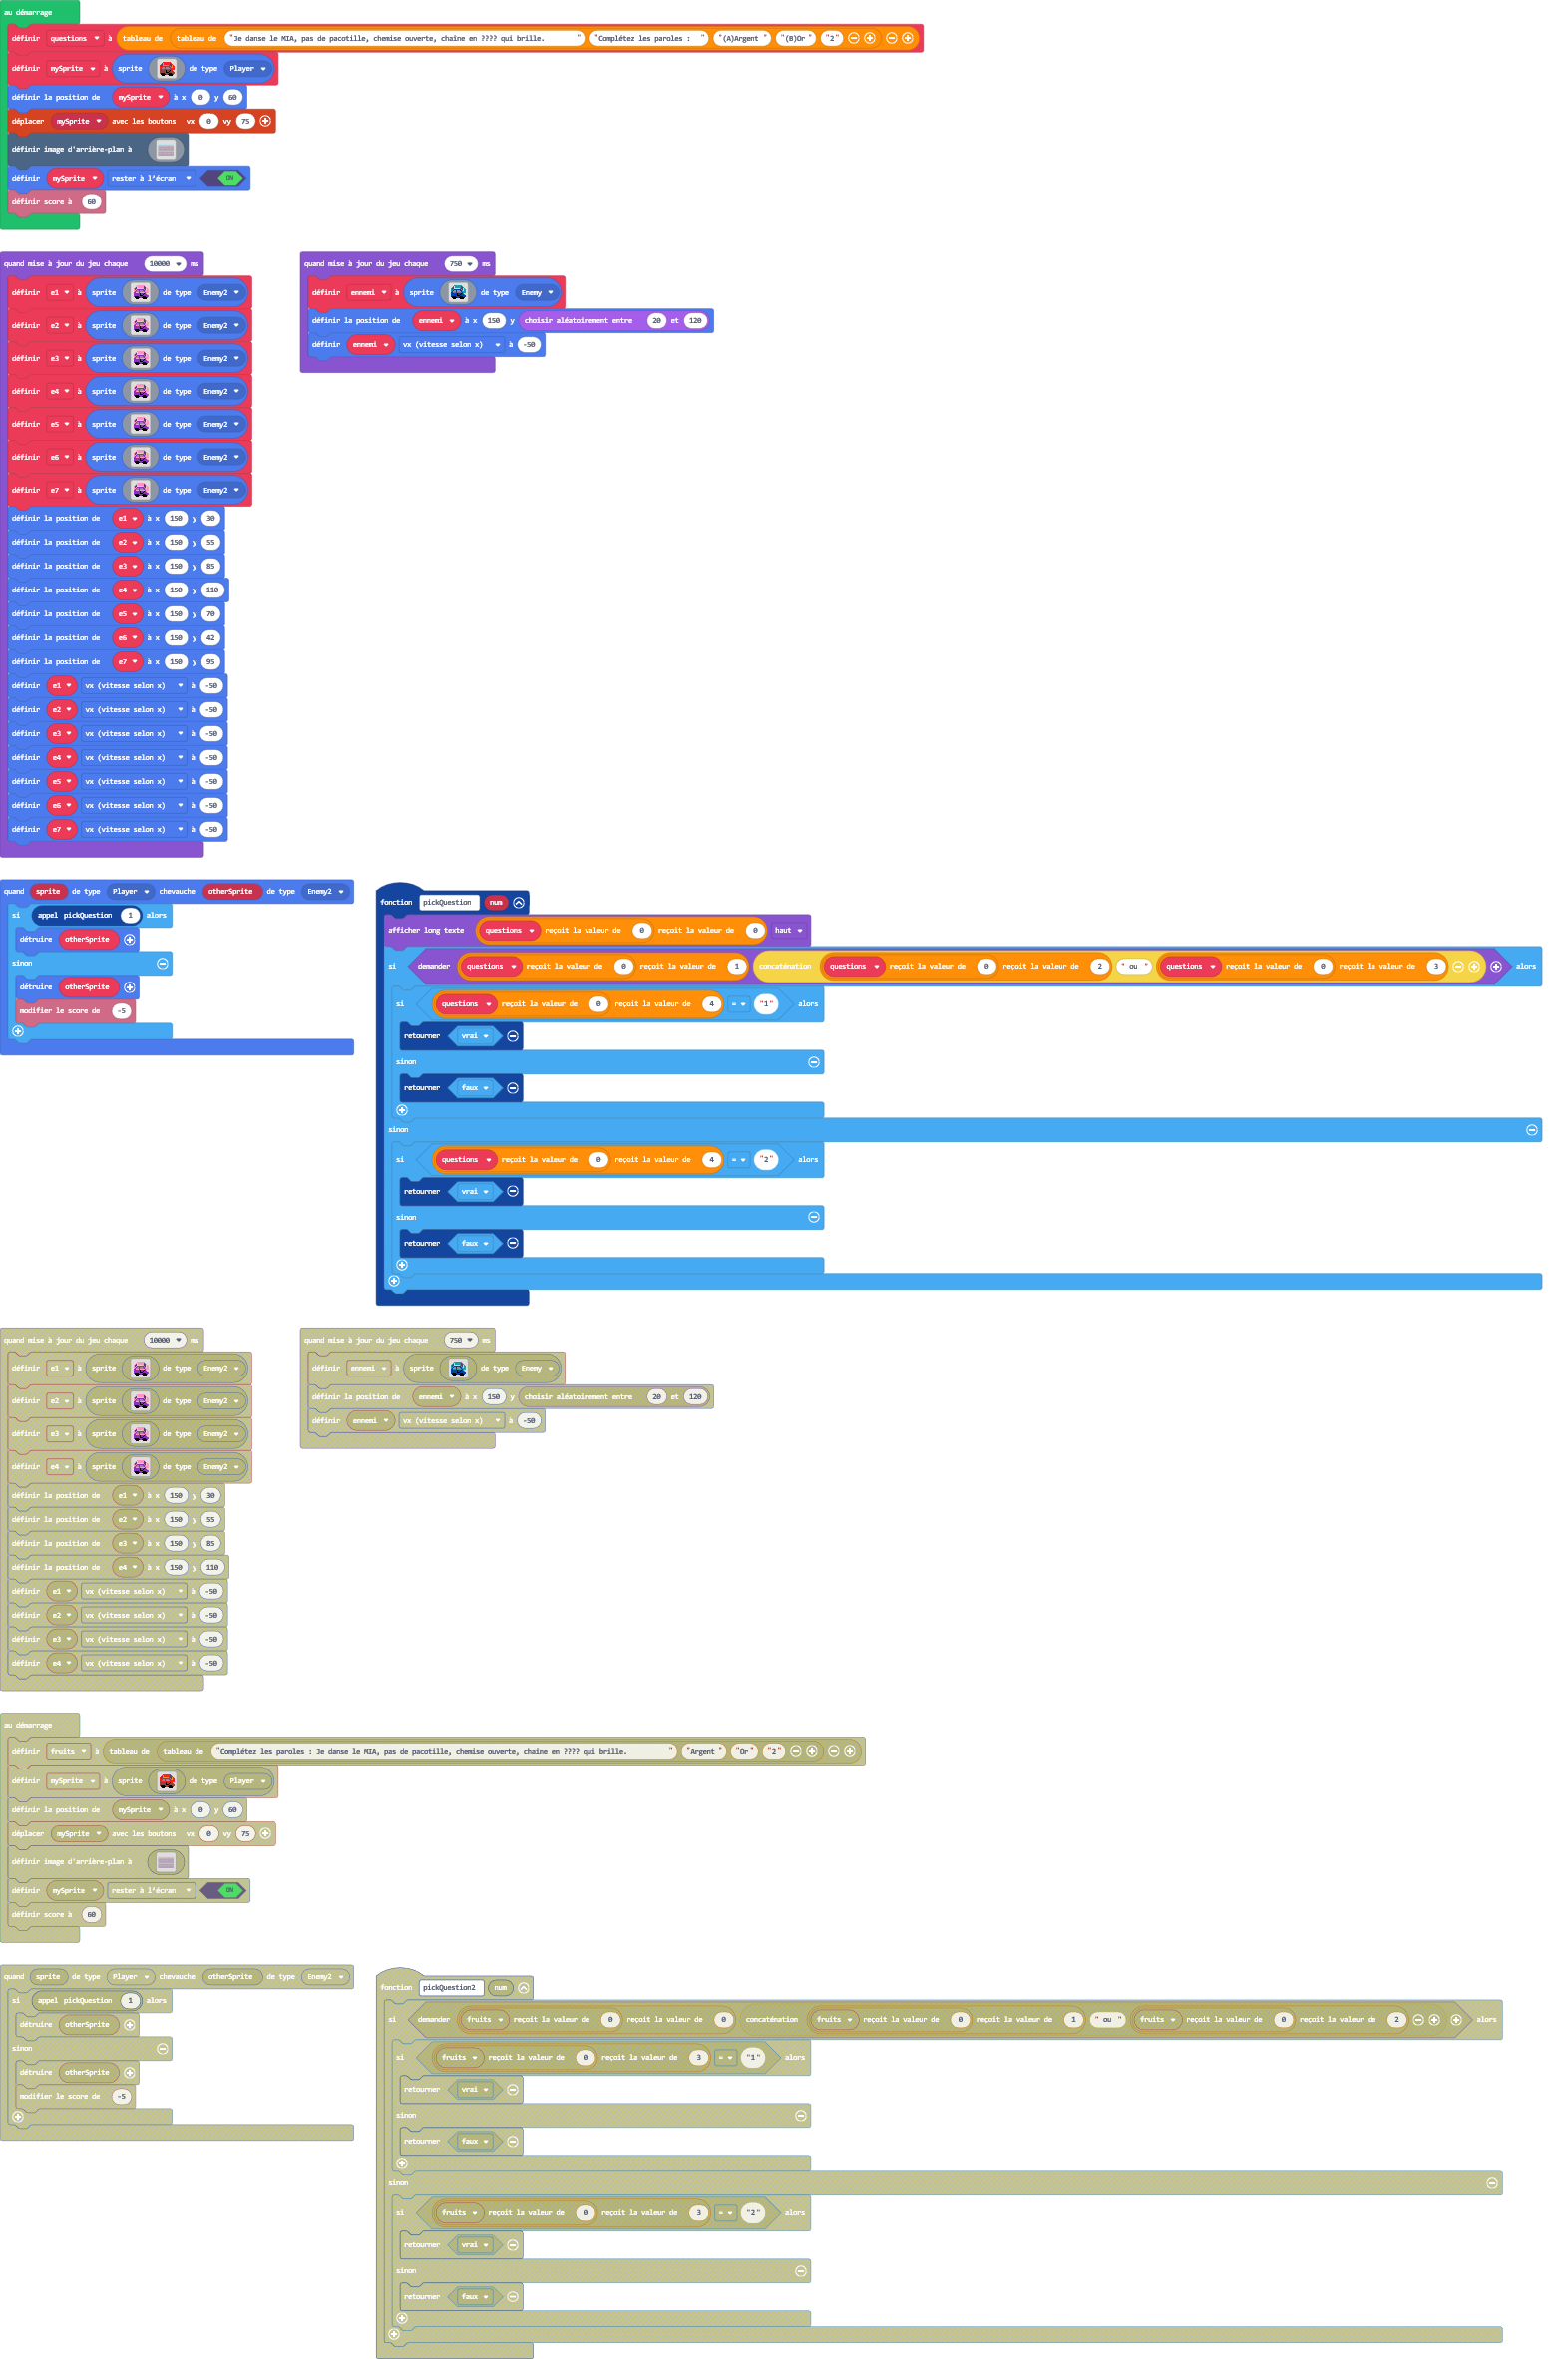 au démarrage
définir questions à tableau de tableau de "Je danse le MIA, pas de pacotille, chemise ouverte, chaine en ???? qui brille. " "Complétez les paroles : " "(A)Argent " "(B)Or " "2"
définir mySprite à sprite de type Player
définir la position de mySprite à x 0 y 60
déplacer mySprite avec les boutons vx 0 vy 75
définir image d'arrière-plan à
définir mySprite rester à l'écran ON
définir score à 60
quand mise à jour du jeu chaque 10000 ms
définir e1 à sprite de type Enemy2
définir e2 à sprite de type Enemy2
définir e3 à sprite de type Enemy2
définir e4 à sprite de type Enemy2
définir e5 à sprite de type Enemy2
définir e6 à sprite de type Enemy2
définir e7 à sprite de type Enemy2
définir la position de e1 à x 150 y 30
définir la position de e2 à x 150 y 55
définir la position de e3 à x 150 y 85
définir la position de e4 à x 150 y 110
définir la position de e5 à x 150 y 70
définir la position de e6 à x 150 y 42
définir la position de e7 à x 150 y 95
définir e1 vx (vitesse selon x) à -50
définir e2 vx (vitesse selon x) à -50
définir e3 vx (vitesse selon x) à -50
définir e4 vx (vitesse selon x) à -50
définir e5 vx (vitesse selon x) à -50
définir e6 vx (vitesse selon x) à -50
définir e7 vx (vitesse selon x) à -50
quand mise à jour du jeu chaque 750 ms
définir ennemi à sprite de type Enemy
définir la position de ennemi à x 150 y choisir aléatoirement entre 20 et 120
définir ennemi vx (vitesse selon x) à -50
quand sprite de type Player chevauche otherSprite de type Enemy2
si appel pickQuestion 1 alors
détruire otherSprite
sinon
détruire otherSprite
modifier le score de -5
fonction pickQuestion num
afficher long texte questions reçoit la valeur de 0 reçoit la valeur de 0 haut
si demander questions reçoit la valeur de 0 reçoit la valeur de 1 concaténation questions reçoit la valeur de 0 reçoit la valeur de 2 " ou " questions reçoit la valeur de 0 reçoit la valeur de 3 alors
si questions reçoit la valeur de 0 reçoit la valeur de 4 = "1" alors
retourner vrai
sinon
retourner faux
sinon
si questions reçoit la valeur de 0 reçoit la valeur de 4 = "2" alors
retourner vrai
sinon
retourner faux
quand mise à jour du jeu chaque 10000 ms
définir e1 à sprite de type Enemy2
définir e2 à sprite de type Enemy2
définir e3 à sprite de type Enemy2
définir e4 à sprite de type Enemy2
définir la position de e1 à x 150 y 30
définir la position de e2 à x 150 y 55
définir la position de e3 à x 150 y 85
définir la position de e4 à x 150 y 110
définir e1 vx (vitesse selon x) à -50
définir e2 vx (vitesse selon x) à -50
définir e3 vx (vitesse selon x) à -50
définir e4 vx (vitesse selon x) à -50
quand mise à jour du jeu chaque 750 ms
définir ennemi à sprite de type Enemy
définir la position de ennemi à x 150 y choisir aléatoirement entre 20 et 120
définir ennemi vx (vitesse selon x) à -50
au démarrage
définir fruits à tableau de tableau de "Complétez les paroles : Je danse le MIA, pas de pacotille, chemise ouverte, chaine en ???? qui brille. " "Argent " "Or " "2"
définir mySprite à sprite de type Player
définir la position de mySprite à x 0 y 60
déplacer mySprite avec les boutons vx 0 vy 75
définir image d'arrière-plan à
définir mySprite rester à l'écran ON
définir score à 60
quand sprite de type Player chevauche otherSprite de type Enemy2
si appel pickQuestion 1 alors
détruire otherSprite
sinon
détruire otherSprite
modifier le score de -5
fonction pickQuestion2 num
si demander fruits reçoit la valeur de 0 reçoit la valeur de 0 concaténation fruits reçoit la valeur de 0 reçoit la valeur de 1 " ou " fruits reçoit la valeur de 0 reçoit la valeur de 2 alors
si fruits reçoit la valeur de 0 reçoit la valeur de 3 = "1" alors
retourner vrai
sinon
retourner faux
sinon
si fruits reçoit la valeur de 0 reçoit la valeur de 3 = "2" alors
retourner vrai
sinon
retourner faux